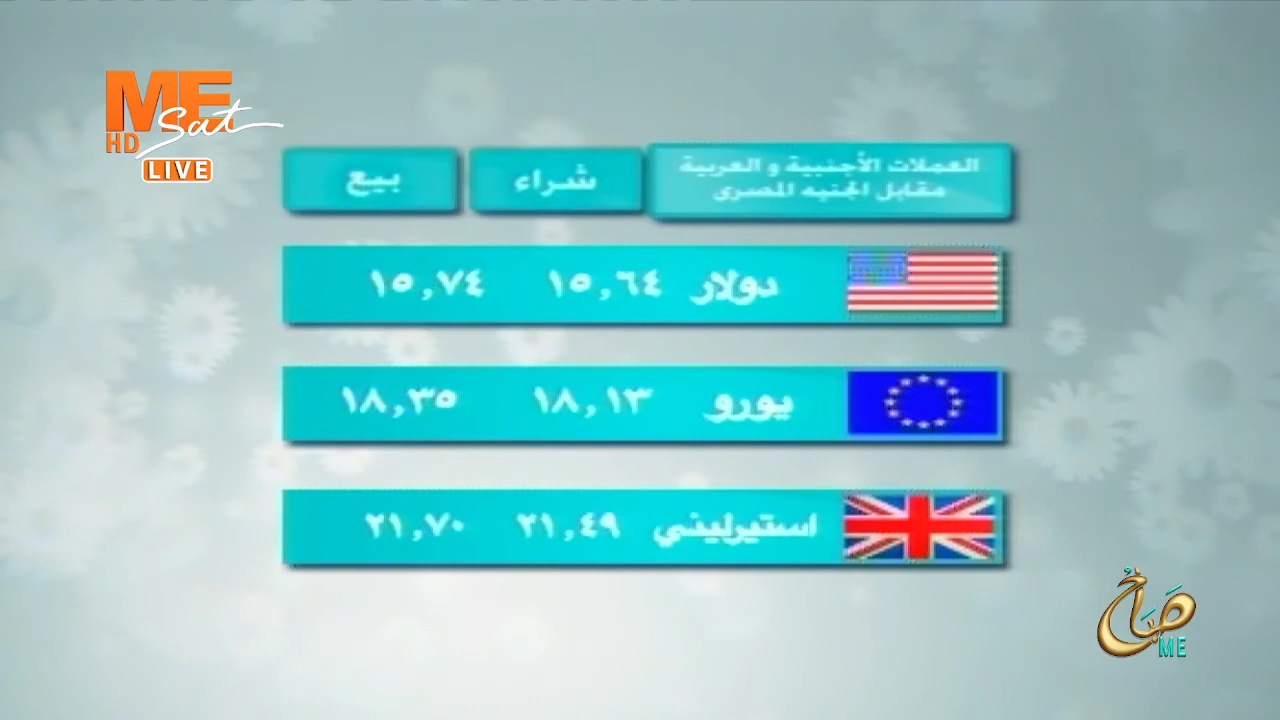 ME
Sat
HD
LIVE
العملات الأجنبية و العربية
مقابل الجنيه المصرى
شراء
بيع
دولار ١٥,٦٤ ١٥,٧٤
يورو ١٨,١٣ ١٨,٣٥
استيرليني ٢١,٤٩ ٢١,٧٠
ME